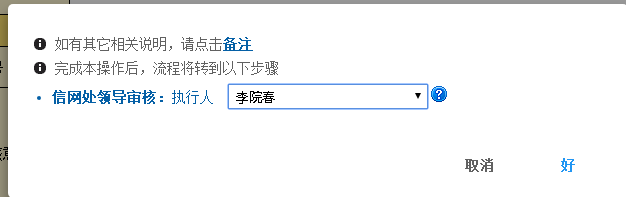 如有其它相关说明，请点击备注
完成本操作后，流程将转到以下步骤
信网处领导审核：执行人 李院春
取消 好